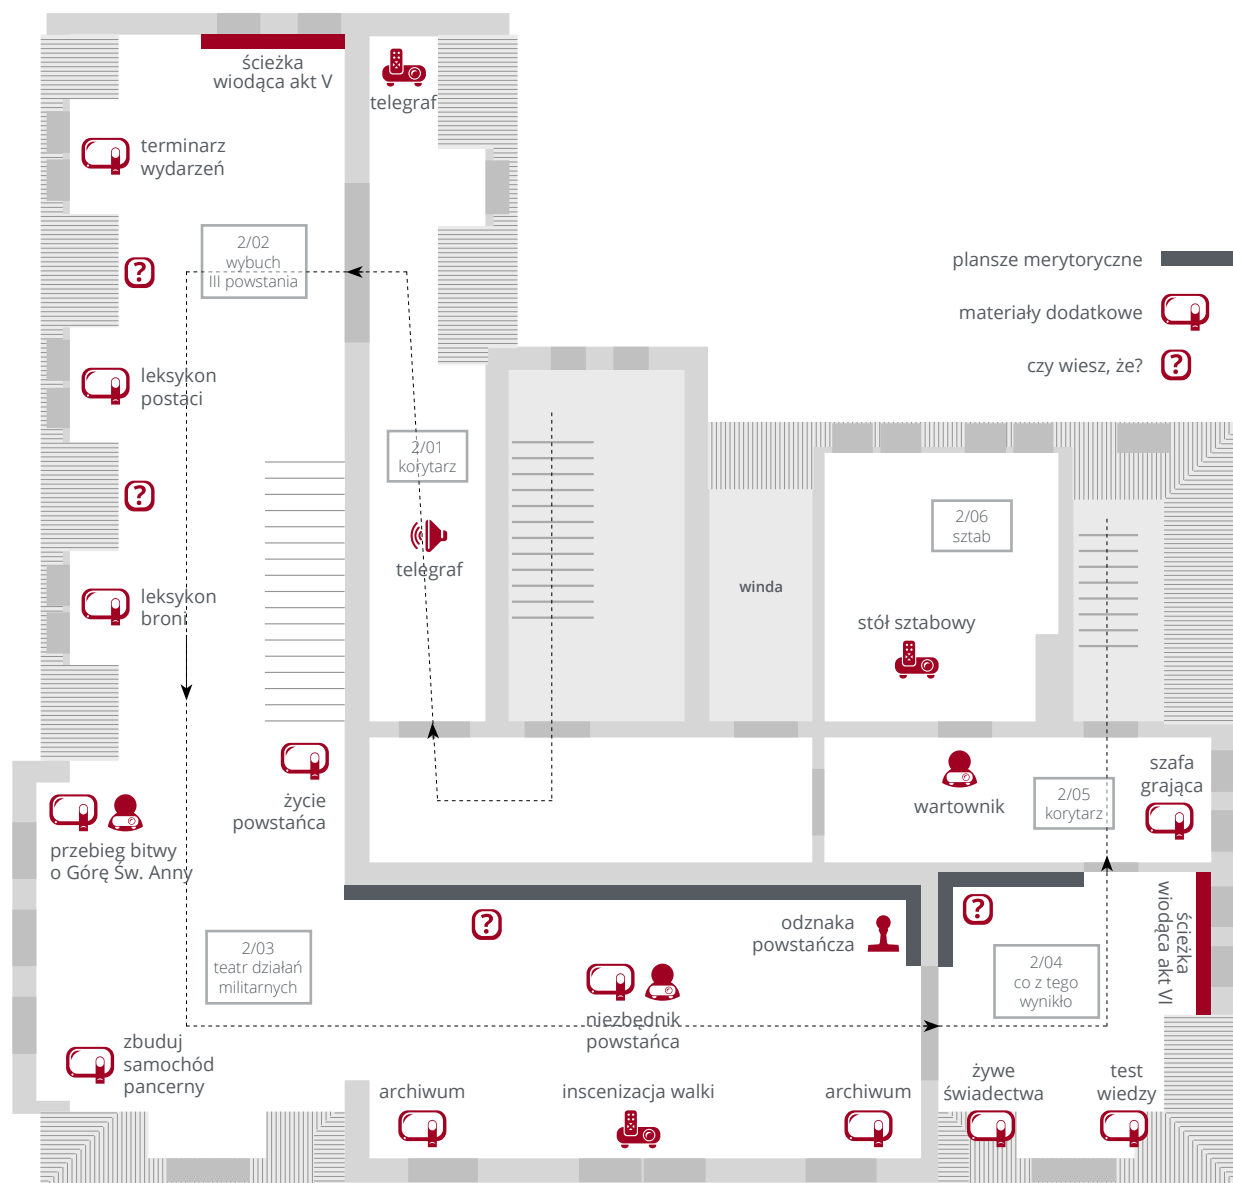 ścieżka
wiodąca akt V
telegraf
terminarz
wydarzeń
2/02
wybuch
III powstania
plansze merytoryczne
materiały dodatkowe
czy wiesz, że?
?
?
leksykon
postaci
2/01
korytarz
?
telegraf
leksykon
broni
winda
2/06
sztab
stół sztabowy
życie
powstańca
przebieg bitwy
o Górę Św. Anny
wartownik
2/05
korytarz
szafa
grająca
?
odznaka
powstańcza
?
ścieżka
wiodąca akt VI
2/03
teatr działań
militarnych
niezbędnik
powstańca
2/04
co z tego
wynikło
zbuduj
samochód
pancerny
archiwum
inscenizacja walki
archiwum
żywe
świadectwa
test
wiedzy